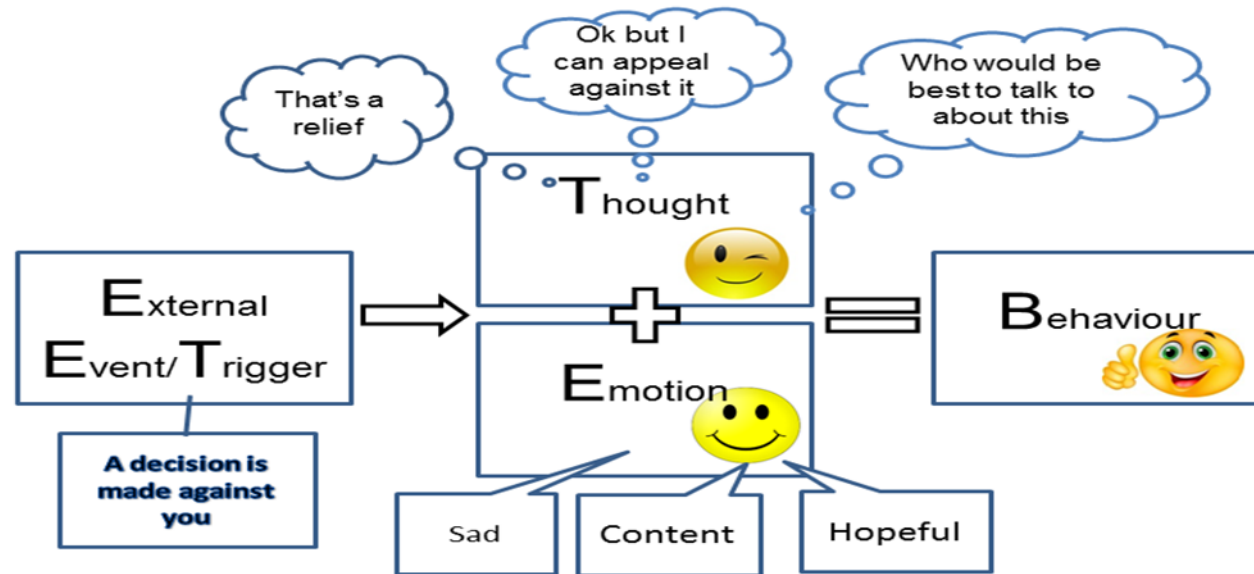 That's a
relief
Ok but I
can appeal
against it
Who would be
best to talk to
about this
Thought
External
Event/ Trigger
Emotion
Behaviour
A decision is
made against
you
Sad
Content
Hopeful